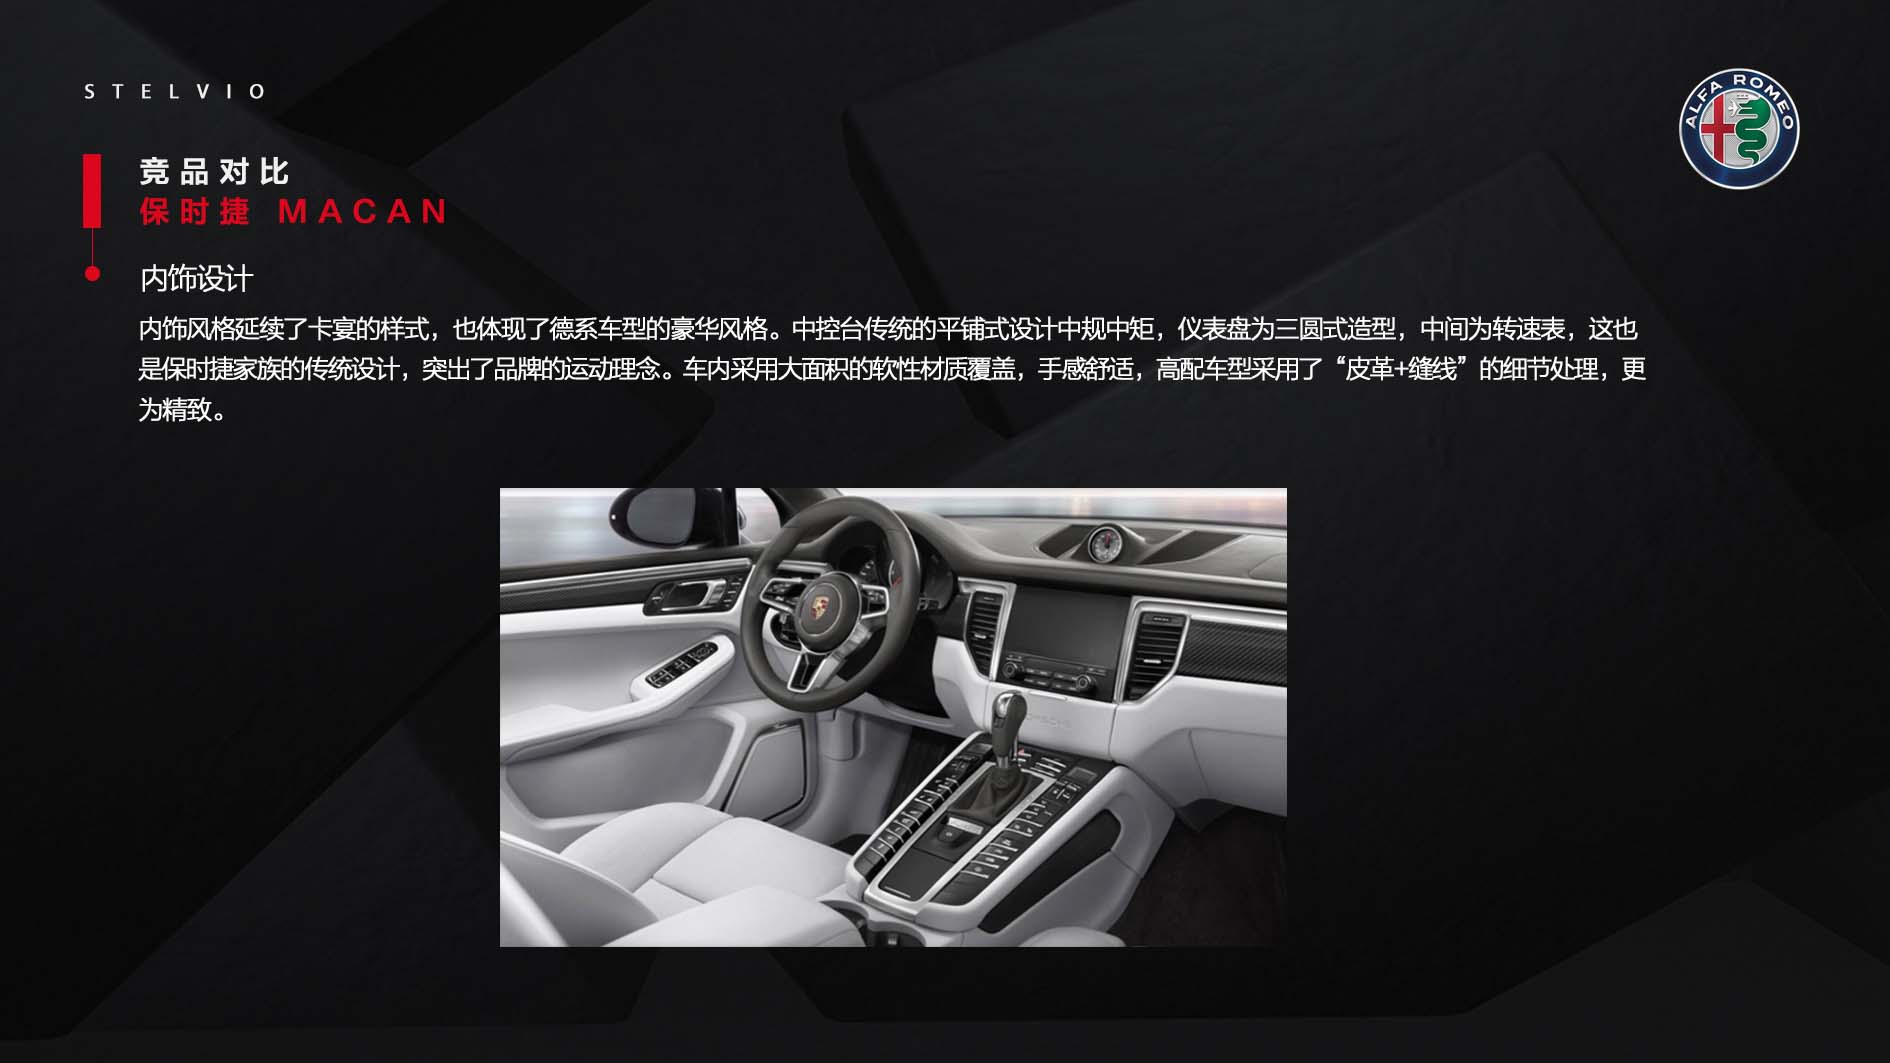 STELVIO
ALFA ROMEO
竞品对比
保时捷 MACAN
内饰设计
内饰风格延续了卡宴的样式，也体现了德系车型的豪华风格。中控台传统的平铺式设计中规中矩，仪表盘为三圆式造型，中间为转速表，这也
是保时捷家族的传统设计，突出了品牌的运动理念。车内采用大面积的软性材质覆盖，手感舒适，高配车型采用了“皮革+缝线”的细节处理，更
为精致。